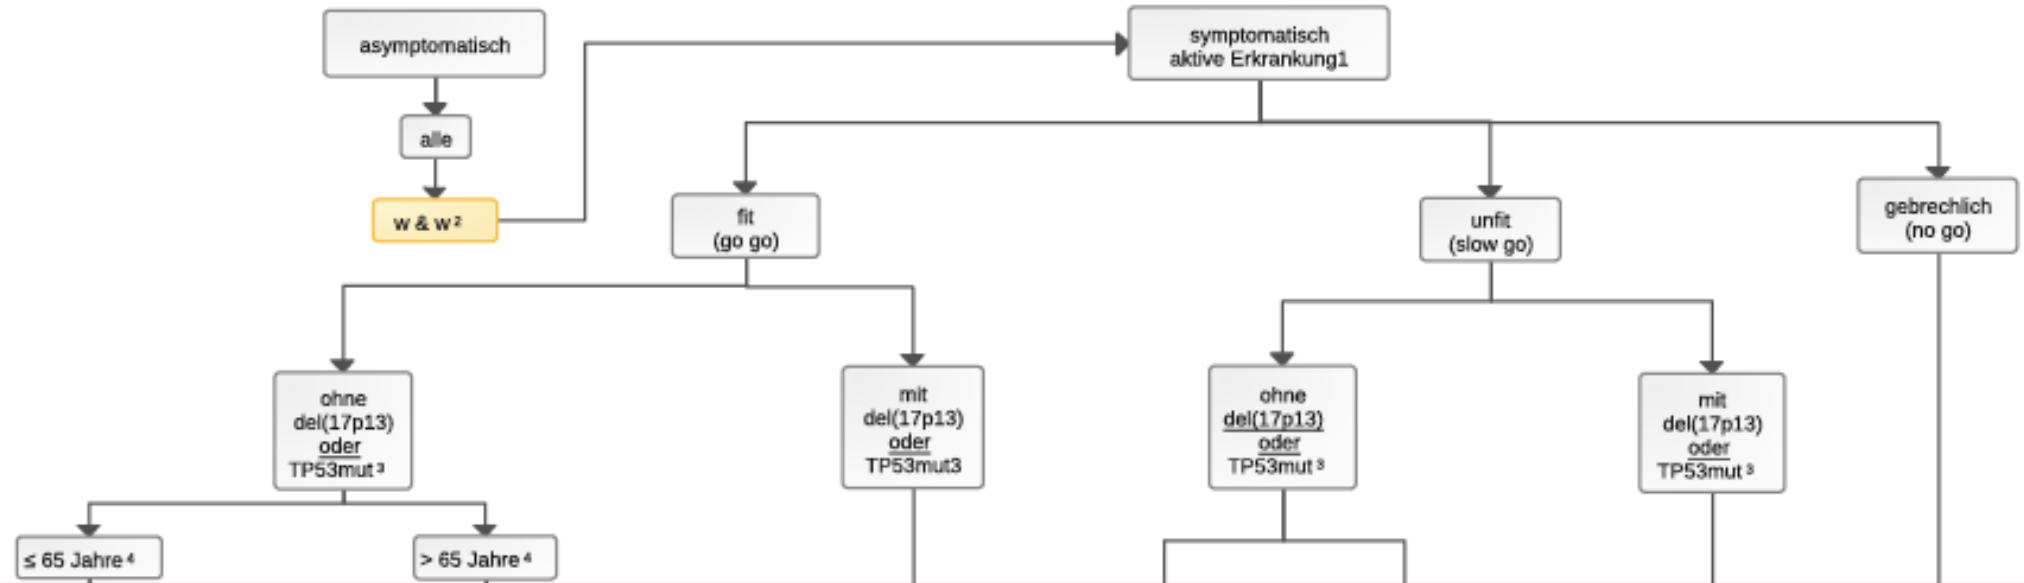 asymptomatisch
symptomatisch
aktive Erkrankung1
alle
w & w ²
fit
(go go)
unfit
(slow go)
gebrechlich
(no go)
ohne
del(17p13)
oder
TP53mut ³
mit
del(17p13)
oder
TP53mut3
ohne
del(17p13)
oder
TP53mut ³
mit
del(17p13)
oder
TP53mut ³
≤ 65 Jahre ⁴
> 65 Jahre ⁴